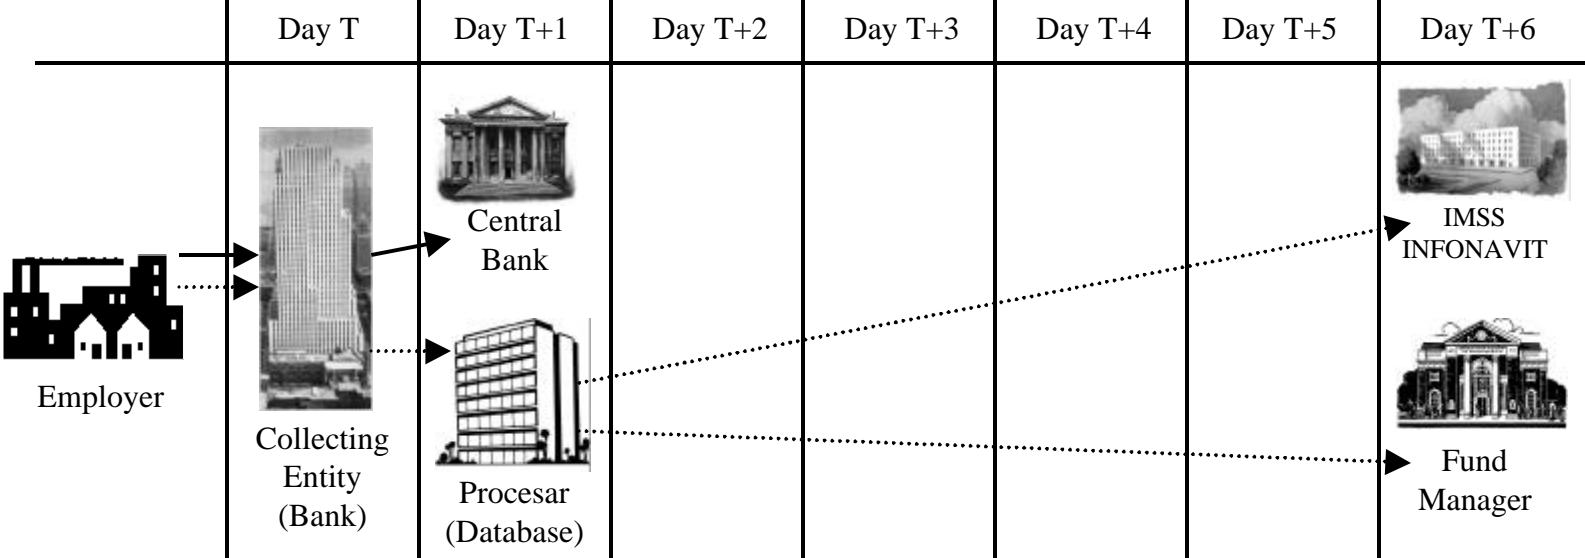 Day T
Day T+1
Day T+2
Day T+3
Day T+4
Day T+5
Day T+6
Employer
Collecting
Entity
(Bank)
Central
Bank
Procesar
(Database)
IMSS
INFONAVIT
Fund
Manager